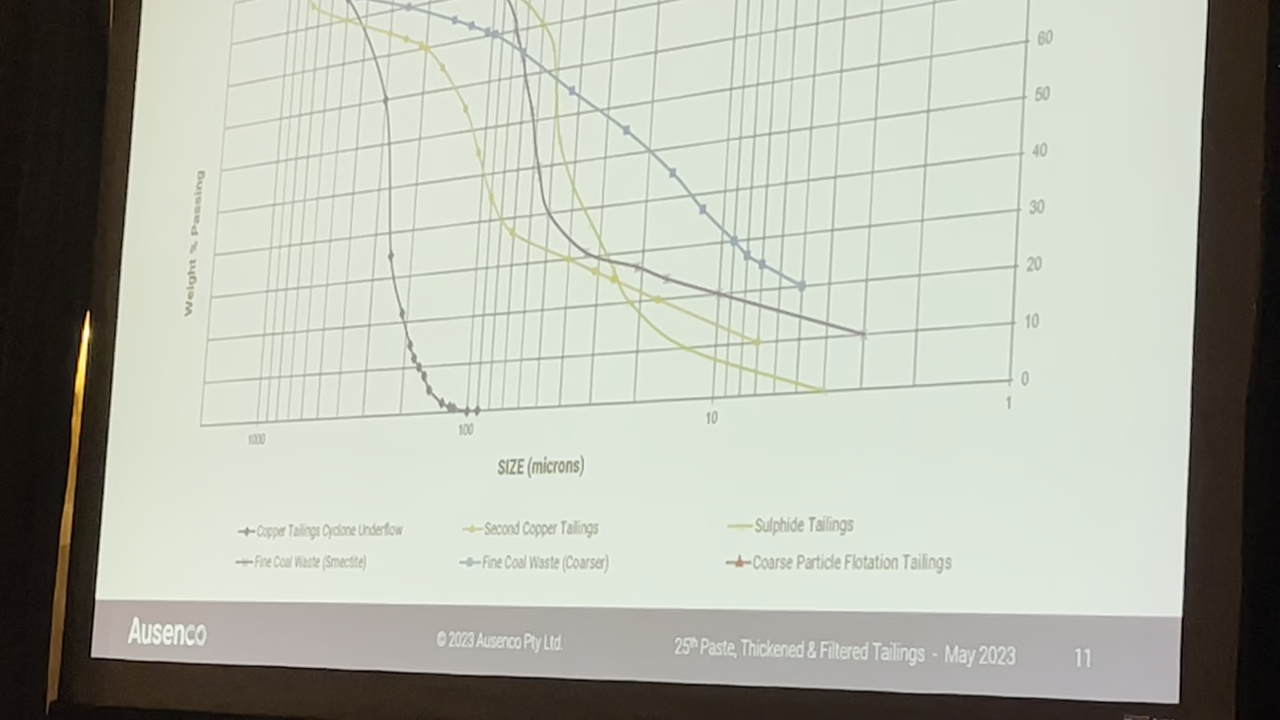 60
50
40
30
20
10
0
Weight % Passing
1000
100
10
1
SIZE (microns)
Copper Tailings Cyclone Underflow
Second Copper Tailings
Sulphide Tailings
Fine Coal Waste (Smectite)
Fine Coal Waste (Coarser)
Coarse Particle Flotation Tailings
Ausenco
© 2023 Ausenco Pty Ltd.
25th Paste, Thickened & Filtered Tailings - May 2023
11